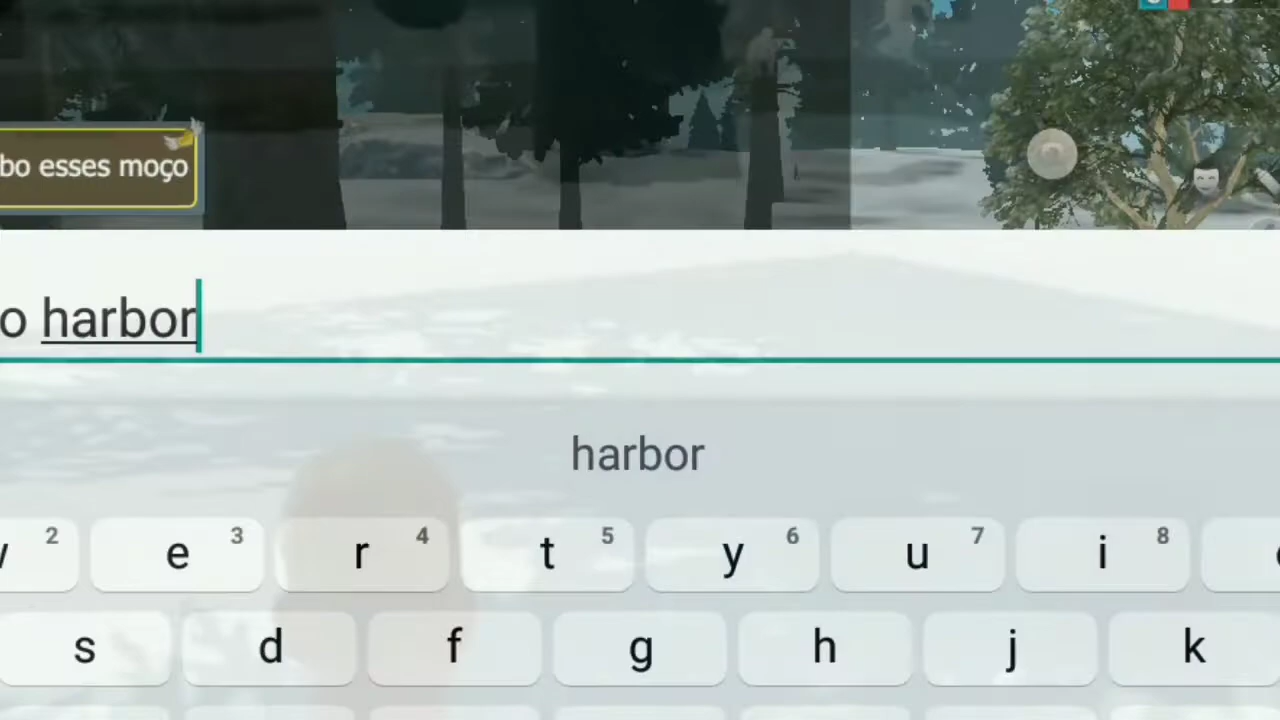 bo esses moço
o harbor
harbor
2 e 3 r 4 t 5 y 6 u 7 i 8
s d f g h j k